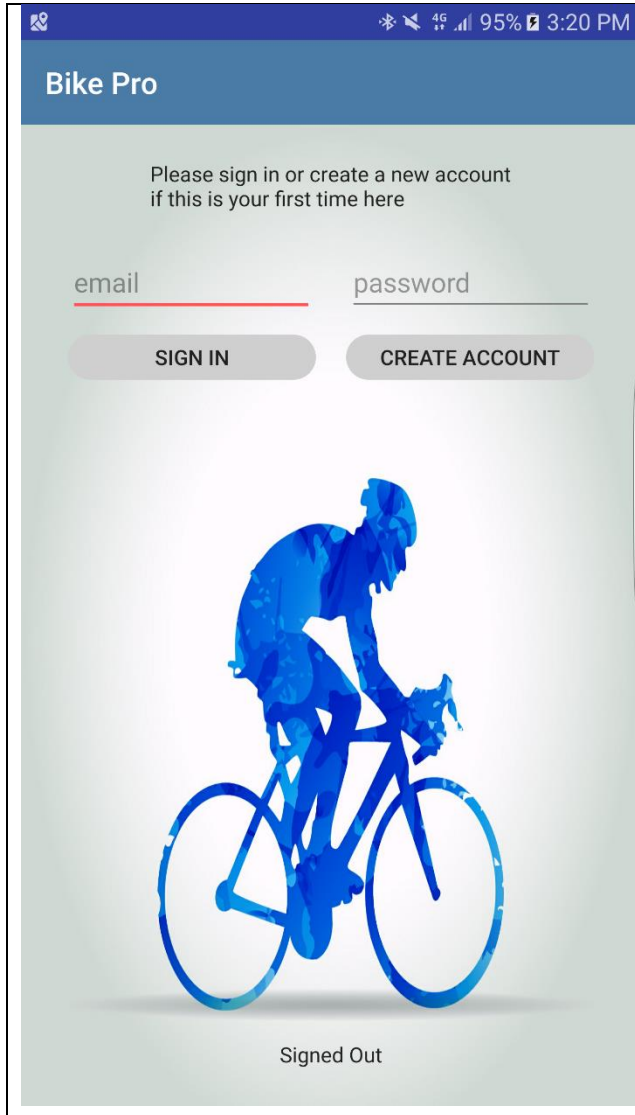 4G 95% 3:20 PM
Bike Pro
Please sign in or create a new account
if this is your first time here
email password
SIGN IN CREATE ACCOUNT
Signed Out